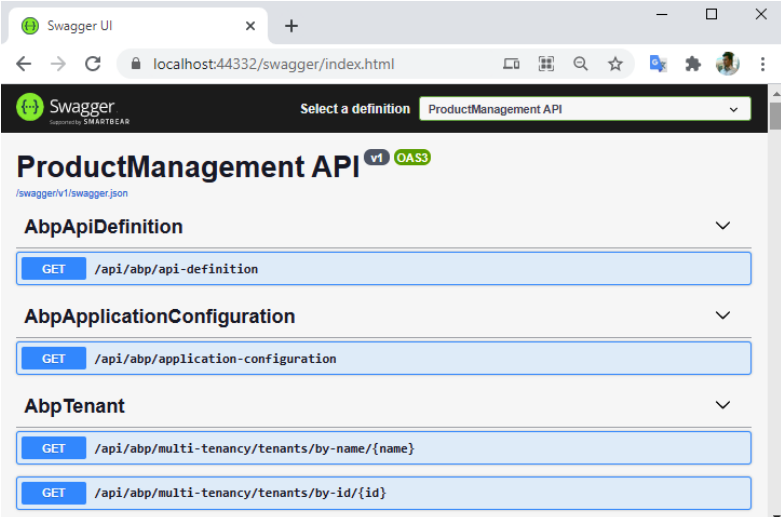 Swagger UI
localhost:44332/swagger/index.html
Swagger
Supported by SMARTBEAR
Select a definition
ProductManagement API
ProductManagement API v1 OAS3
/swagger/v1/swagger.json
AbpApiDefinition
GET /api/abp/api-definition
AbpApplicationConfiguration
GET /api/abp/application-configuration
AbpTenant
GET /api/abp/multi-tenancy/tenants/by-name/{name}
GET /api/abp/multi-tenancy/tenants/by-id/{id}